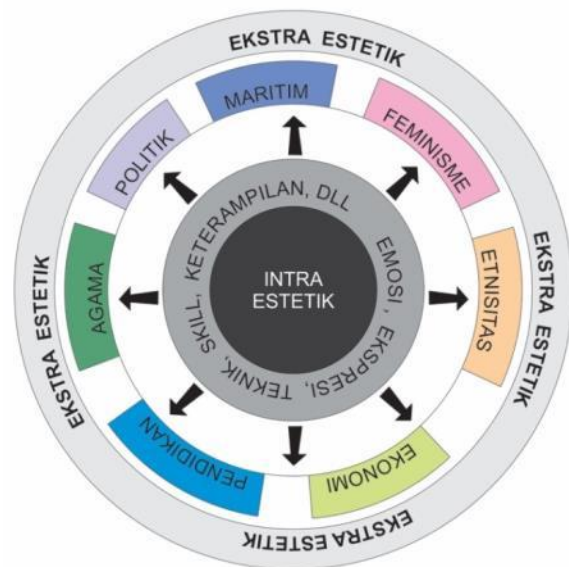 EKSTRA ESTETIK
MARITIM
FEMINISME
ETNISITAS
EKONOMI
PENDIDIKAN
AGAMA
POLITIK
EKSTRA ESTETIK
EKSTRA ESTETIK
EKSTRA ESTETIK
EMOSI , EKSPRESI, TEKNIK, SKILL, KETERAMPILAN, DLL
INTRA
ESTETIK